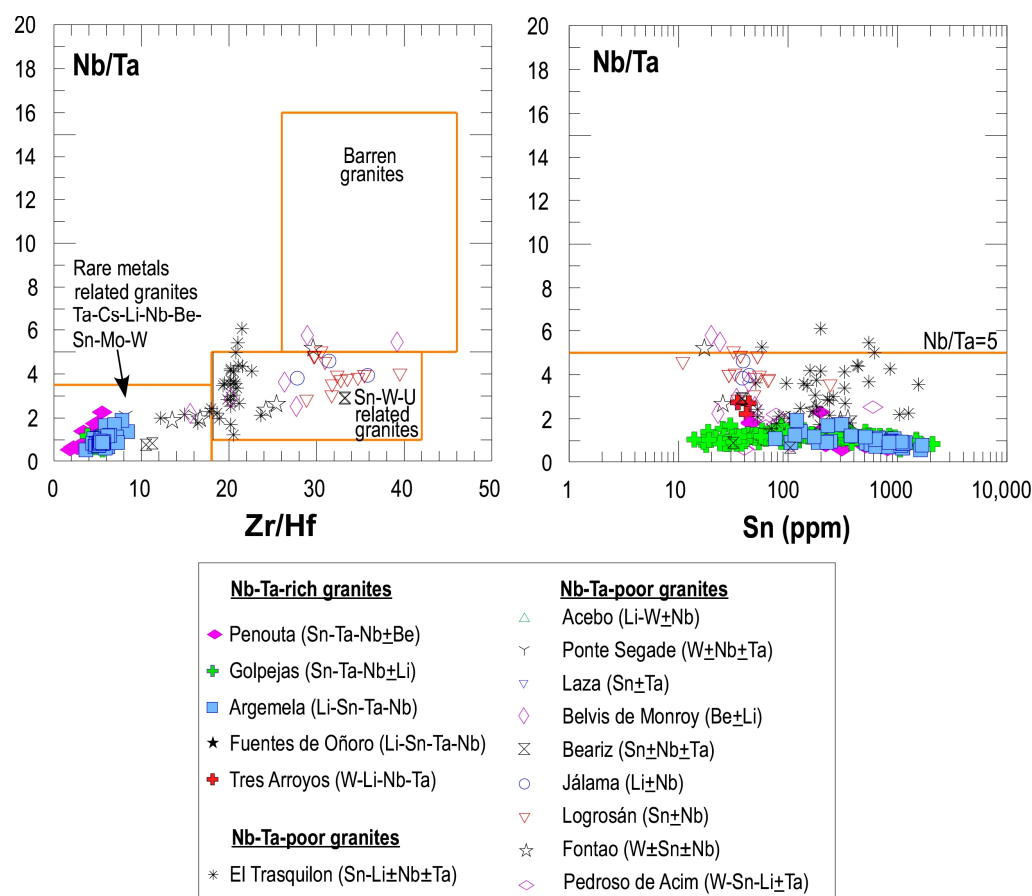 20
18
16
14
12
10
8
6
4
2
0
Nb/Ta
Barren
granites
Rare metals
related granites
Ta-Cs-Li-Nb-Be-
Sn-Mo-W
Sn-W-U
related
granites
0 10 20 30 40 50
Zr/Hf
20
18
16
14
12
10
8
6
4
2
0
Nb/Ta
Nb/Ta=5
1 10 100 1000 10,000
Sn (ppm)
Nb-Ta-rich granites
Penouta (Sn-Ta-Nb±Be)
Golpejas (Sn-Ta-Nb±Li)
Argemela (Li-Sn-Ta-Nb)
Fuentes de Oñoro (Li-Sn-Ta-Nb)
Tres Arroyos (W-Li-Nb-Ta)
Nb-Ta-poor granites
El Trasquilon (Sn-Li±Nb±Ta)
Nb-Ta-poor granites
Acebo (Li-W±Nb)
Ponte Segade (W±Nb±Ta)
Laza (Sn±Ta)
Belvis de Monroy (Be±Li)
Beariz (Sn±Nb±Ta)
Jálama (Li±Nb)
Logrosán (Sn±Nb)
Fontao (W±Sn±Nb)
Pedroso de Acim (W-Sn-Li±Ta)